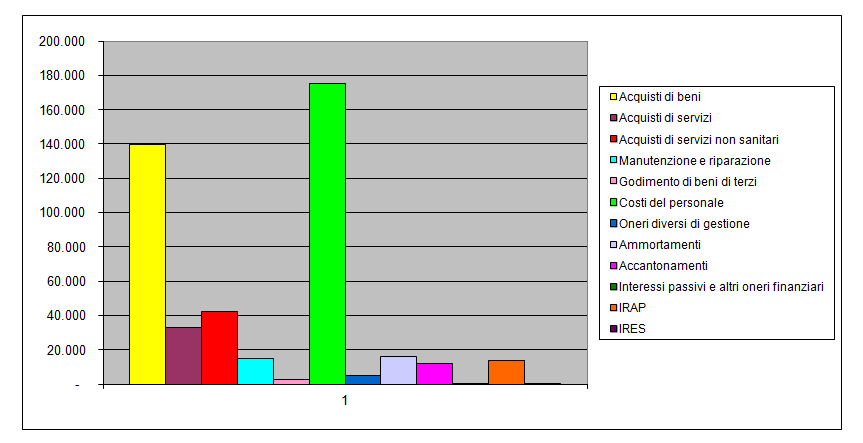 200.000
180.000
160.000
140.000
120.000
100.000
80.000
60.000
40.000
20.000
-
1
Acquisti di beni
Acquisti di servizi
Acquisti di servizi non sanitari
Manutenzione e riparazione
Godimento di beni di terzi
Costi del personale
Oneri diversi di gestione
Ammortamenti
Accantonamenti
Interessi passivi e altri oneri finanziari
IRAP
IRES